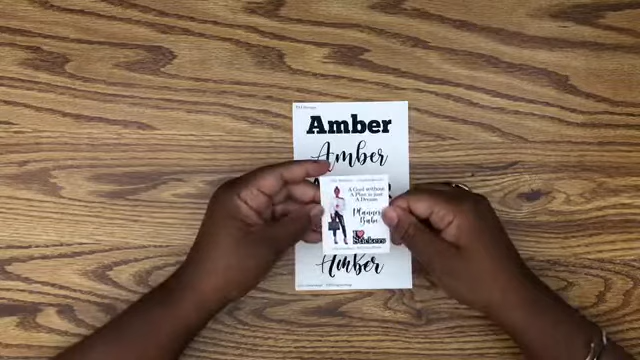 Amber
Amber
A Goal without
A Plan is just
A Dream
Planner
Babe
I
Stickers
Amber